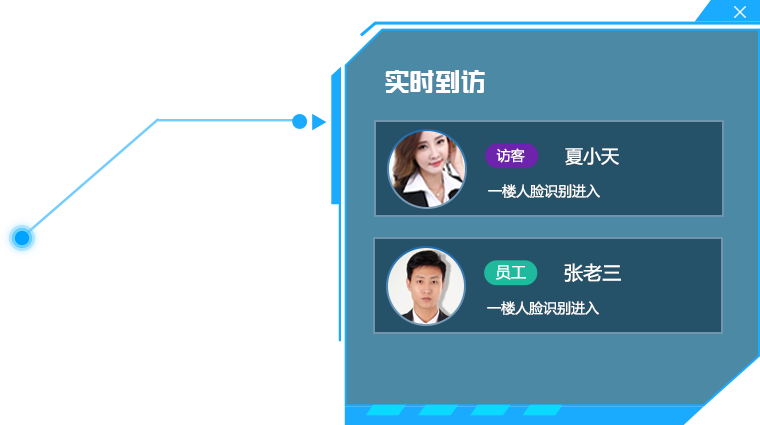 实时到访
访客 夏小天
一楼人脸识别进入
员工 张老三
一楼人脸识别进入